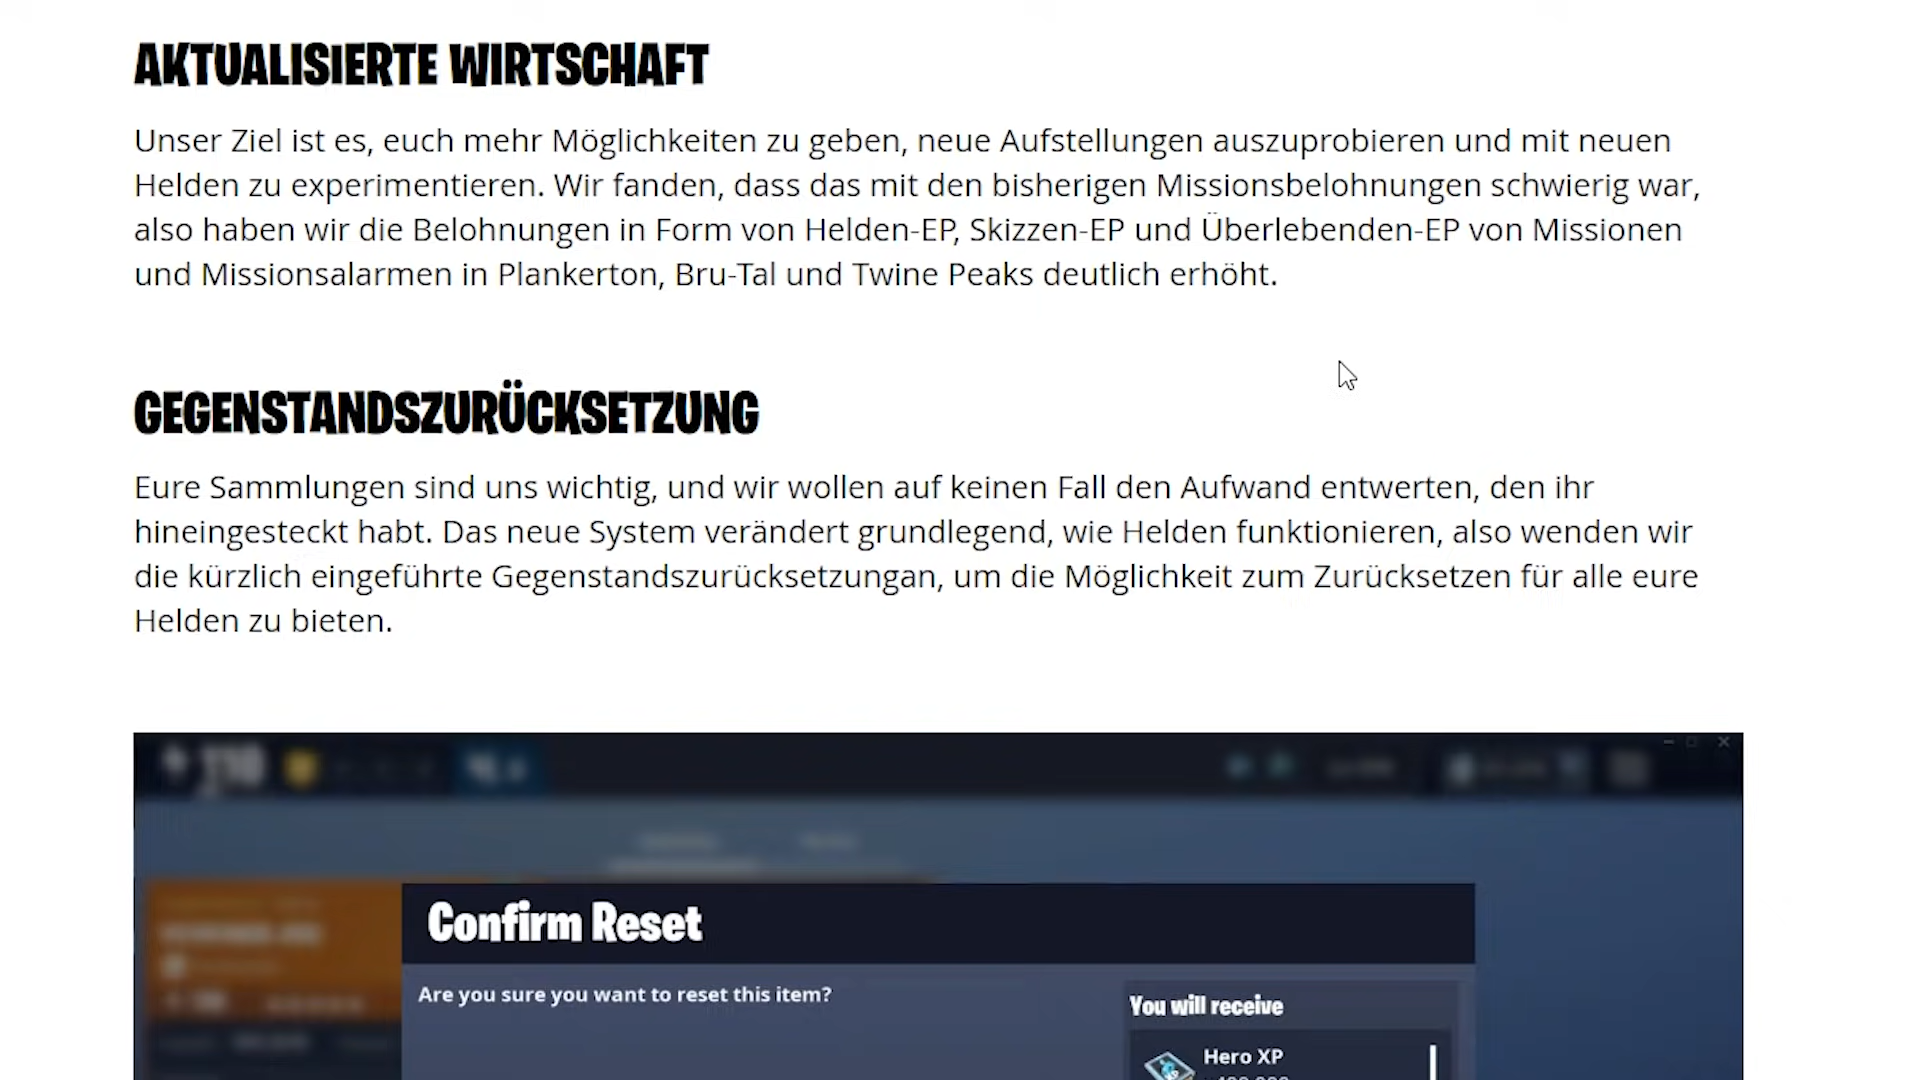 AKTUALISIERTE WIRTSCHAFT
Unser Ziel ist es, euch mehr Möglichkeiten zu geben, neue Aufstellungen auszuprobieren und mit neuen
Helden zu experimentieren. Wir fanden, dass das mit den bisherigen Missionsbelohnungen schwierig war,
also haben wir die Belohnungen in Form von Helden-EP, Skizzen-EP und Überlebenden-EP von Missionen
und Missionsalarmen in Plankerton, Bru-Tal und Twine Peaks deutlich erhöht.
GEGENSTANDSZURÜCKSETZUNG
Eure Sammlungen sind uns wichtig, und wir wollen auf keinen Fall den Aufwand entwerten, den ihr
hineingesteckt habt. Das neue System verändert grundlegend, wie Helden funktionieren, also wenden wir
die kürzlich eingeführte Gegenstandszurücksetzungan, um die Möglichkeit zum Zurücksetzen für alle eure
Helden zu bieten.
Confirm Reset
Are you sure you want to reset this item?
You will receive
Hero XP